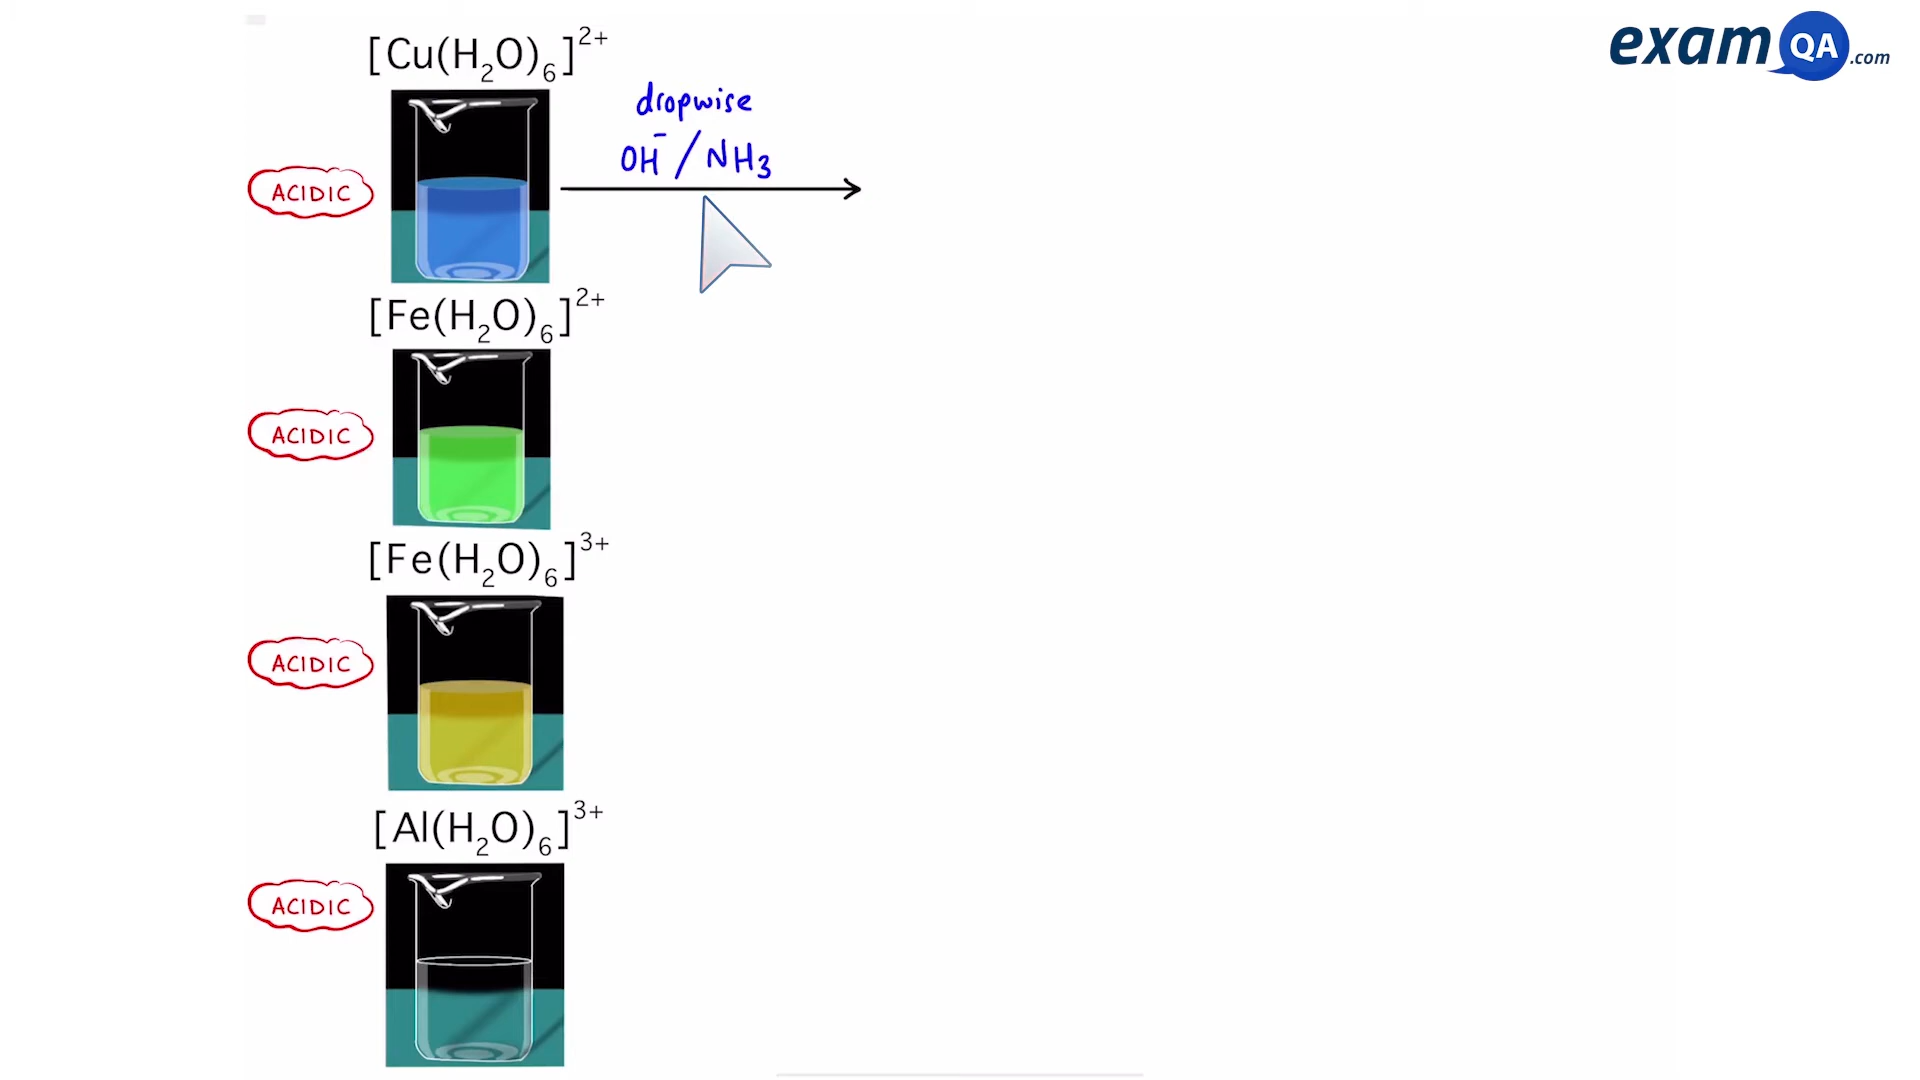 [Cu(H₂O)₆]²⁺
examQA.com
dropwise
OH⁻/NH₃
ACIDIC
[Fe(H₂O)₆]²⁺
ACIDIC
[Fe(H₂O)₆]³⁺
ACIDIC
[Al(H₂O)₆]³⁺
ACIDIC